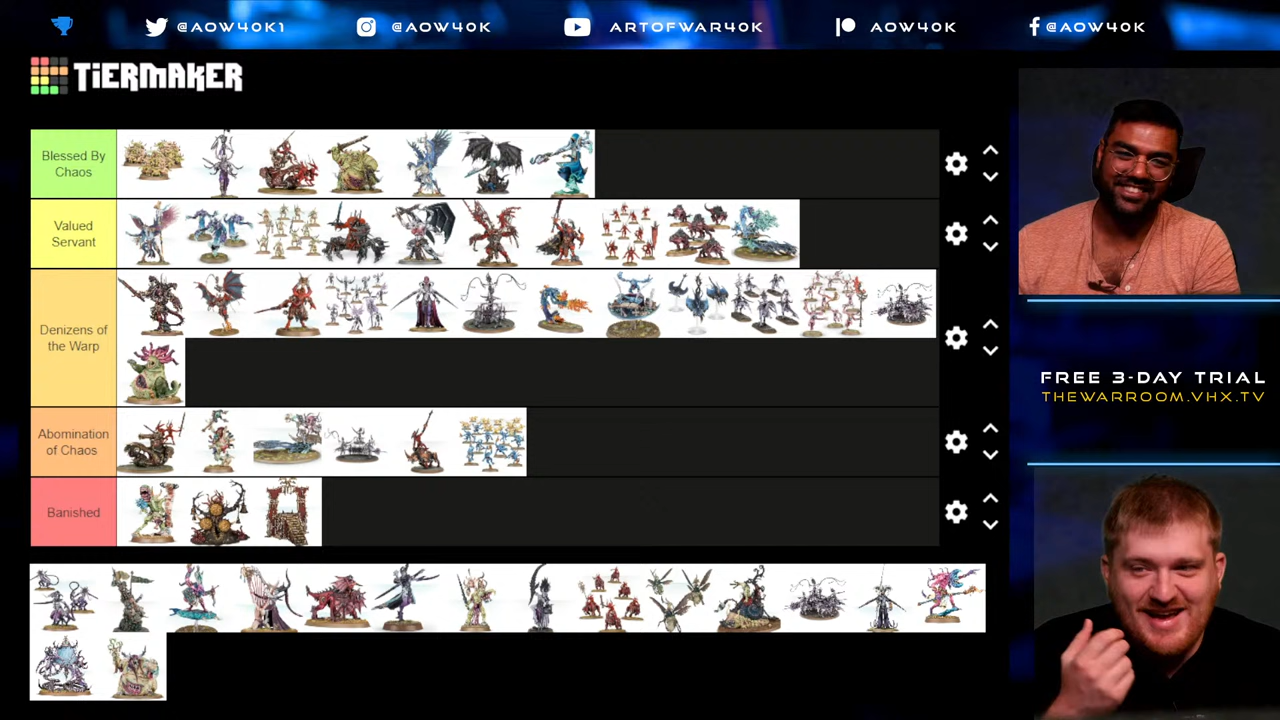 @AOW40K1
@AOW40K
ARTOFWAR40K
AOW40K
@AOW40K
TiERMAKER
Blessed By
Chaos
Valued
Servant
Denizens of
the Warp
Abomination
of Chaos
Banished
FREE 3-DAY TRIAL
THEWARROOM.VHX.TV